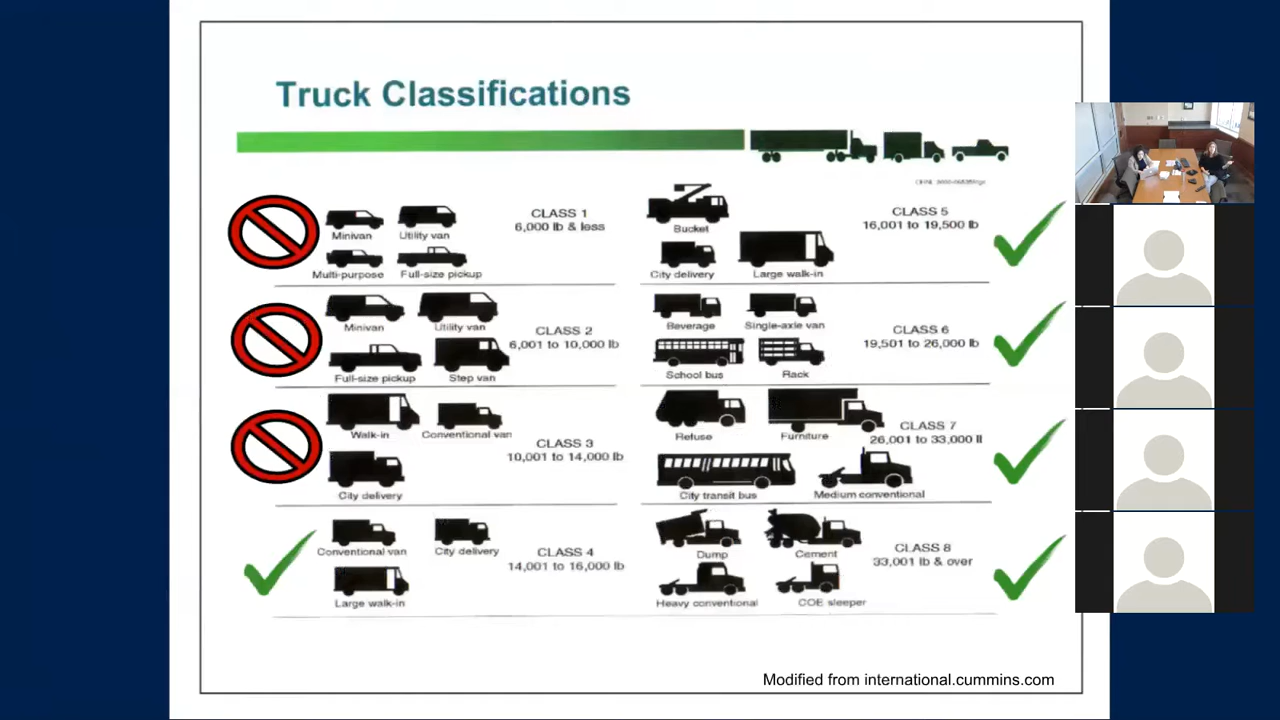 Truck Classifications
CLASS 1
6,000 lb & less
Minivan
Utility van
Multi-purpose
Full-size pickup
CLASS 2
6,001 to 10,000 lb
Minivan
Utility van
Full-size pickup
Step van
CLASS 3
10,001 to 14,000 lb
Walk-in
Conventional van
City delivery
CLASS 4
14,001 to 16,000 lb
Conventional van
City delivery
Large walk-in
CLASS 5
16,001 to 19,500 lb
Bucket
City delivery
Large walk-in
CLASS 6
19,501 to 26,000 lb
Beverage
Single-axle van
School bus
Rack
CLASS 7
26,001 to 33,000 ll
Refuse
Furniture
City transit bus
Medium conventional
CLASS 8
33,001 lb & over
Dump
Cement
Heavy conventional
COE sleeper
Modified from international.cummins.com